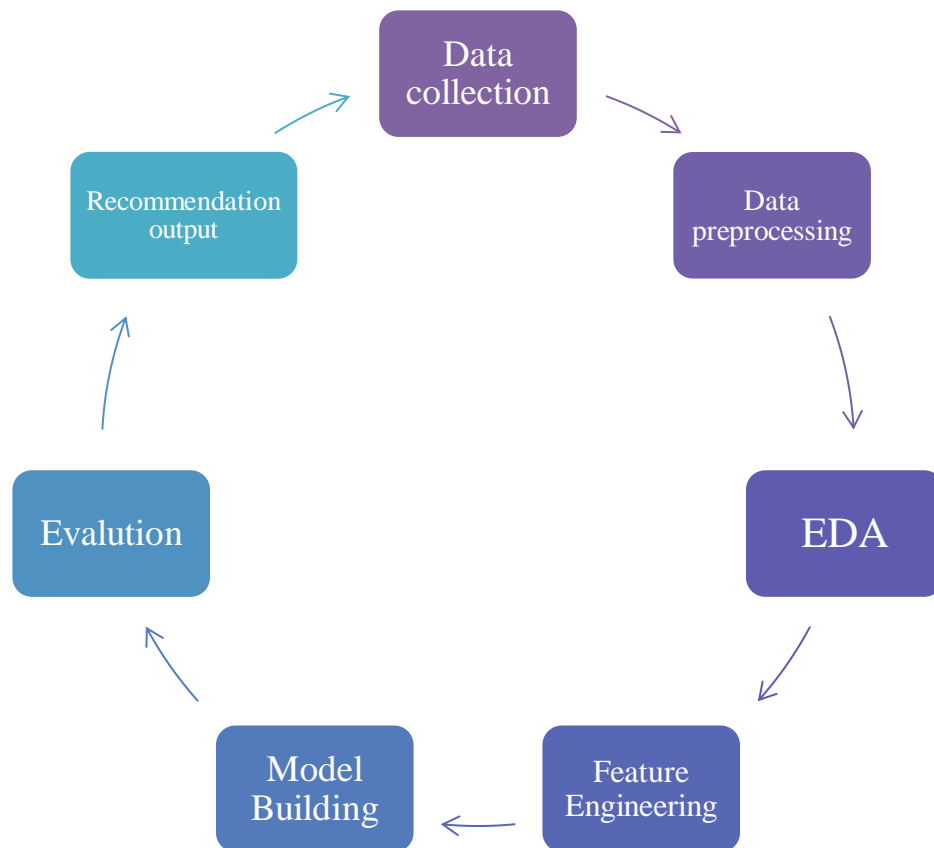 Data
collection
Data
preprocessing
EDA
Feature
Engineering
Model
Building
Evalution
Recommendation
output